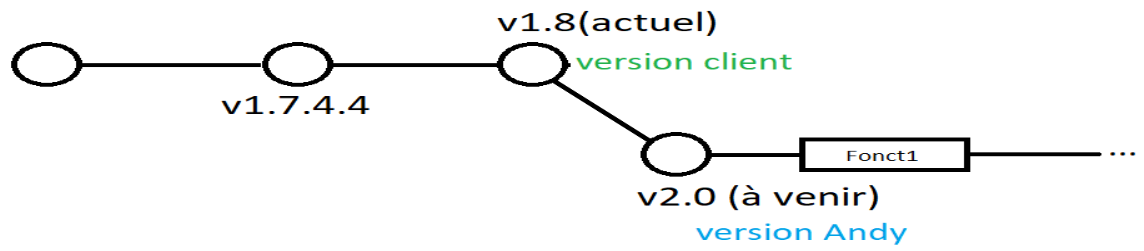 v1.8(actuel)
version client
v1.7.4.4
Fonct1
...
v2.0 (à venir)
version Andy